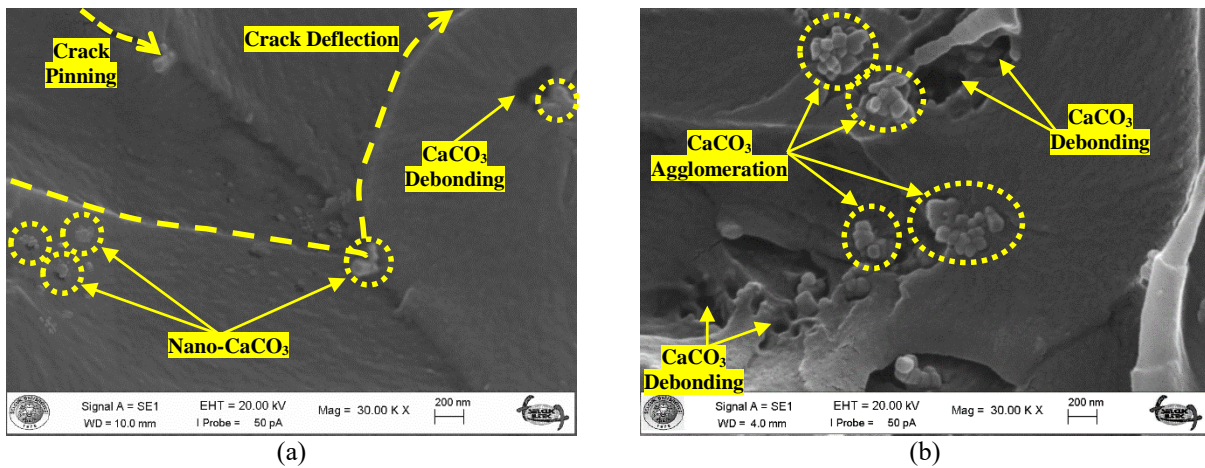 Crack Deflection
Crack
Pinning
CaCO₃
Debonding
Nano-CaCO₃
Signal A = SE1
EHT = 20.00 kV
Mag = 30.00 K X
200 nm
WD = 10.0 mm
I Probe = 50 pA
(a)
CaCO₃
Agglomeration
CaCO₃
Debonding
CaCO₃
Debonding
Signal A = SE1
EHT = 20.00 kV
Mag = 30.00 K X
200 nm
WD = 4.0 mm
I Probe = 50 pA
(b)